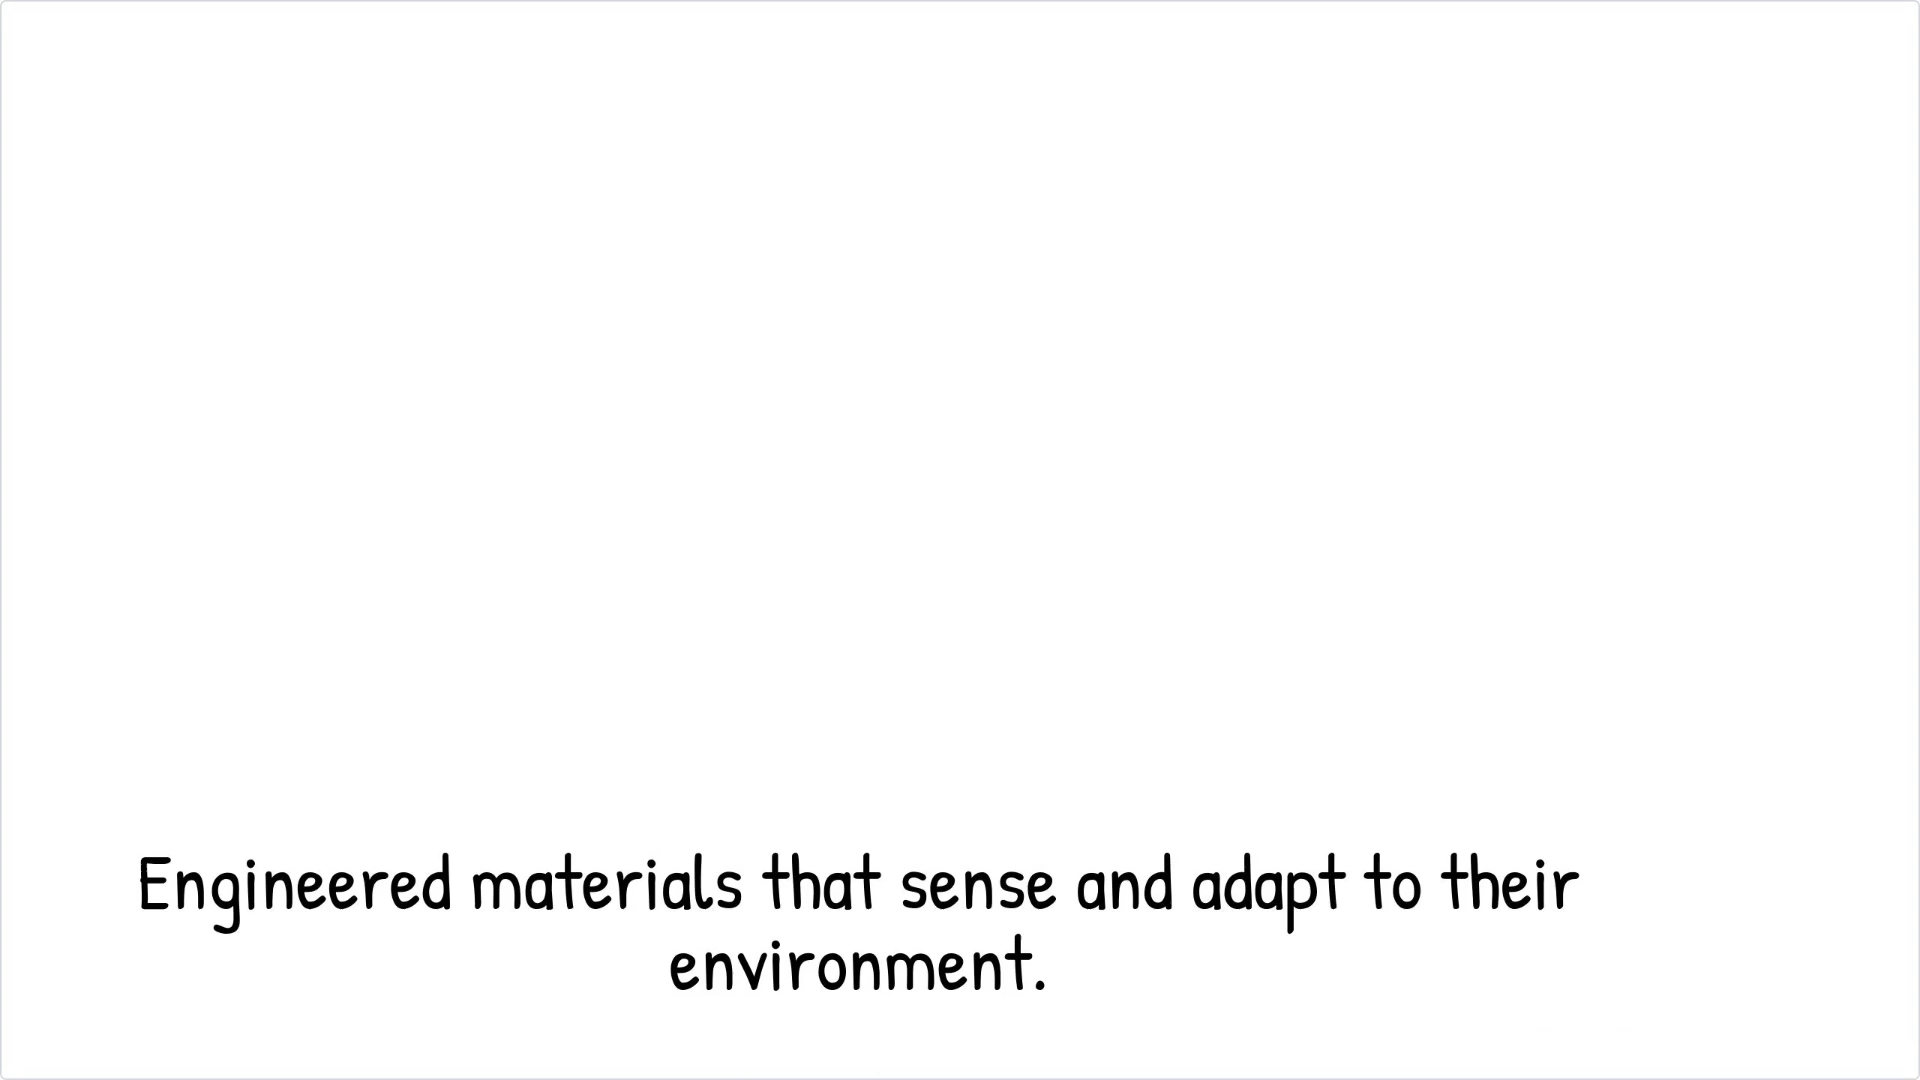 Engineered materials that sense and adapt to their
environment.